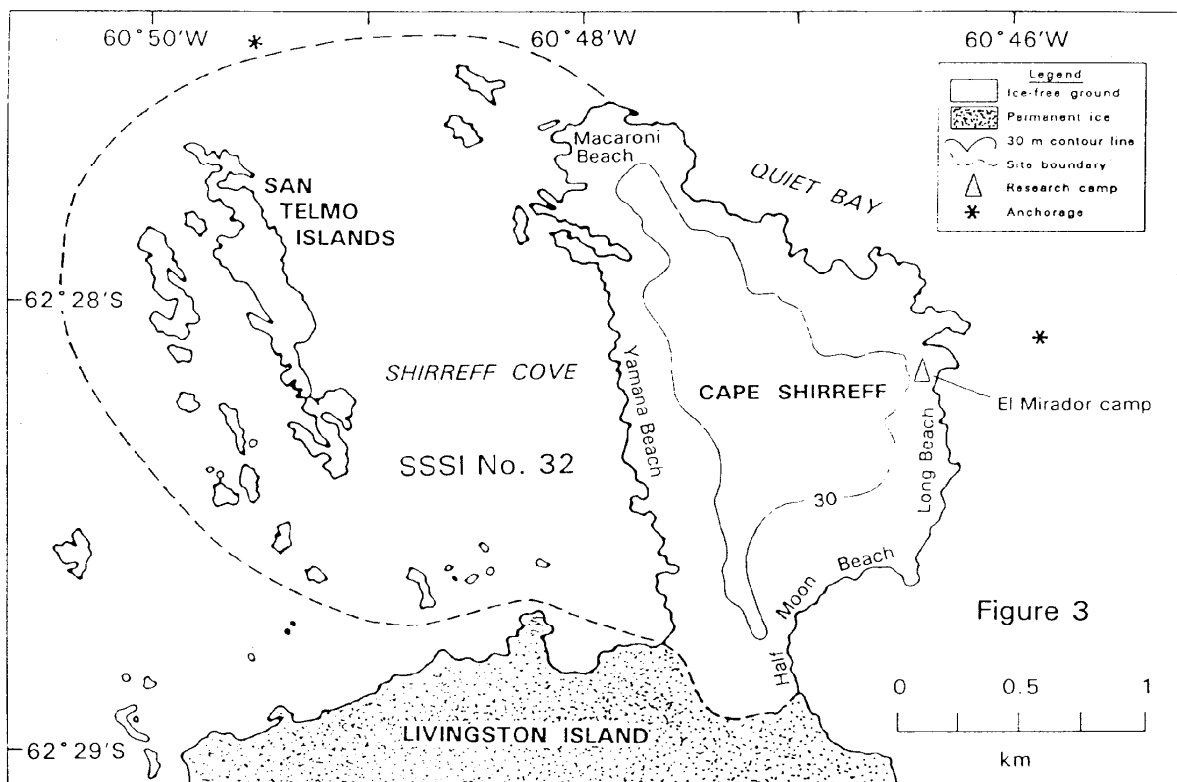 60°50'W
60°48'W
60°46'W
Legend
Ice-free ground
Permanent ice
30 m contour line
Site boundary
Research camp
Anchorage
Macaroni
Beach
QUIET BAY
SAN
TELMO
ISLANDS
62°28'S
SHIRREFF COVE
Yamana Beach
CAPE SHIRREFF
El Mirador camp
Long Beach
SSSI No. 32
30
Half Moon Beach
Figure 3
0 0.5 1
km
LIVINGSTON ISLAND
62°29'S